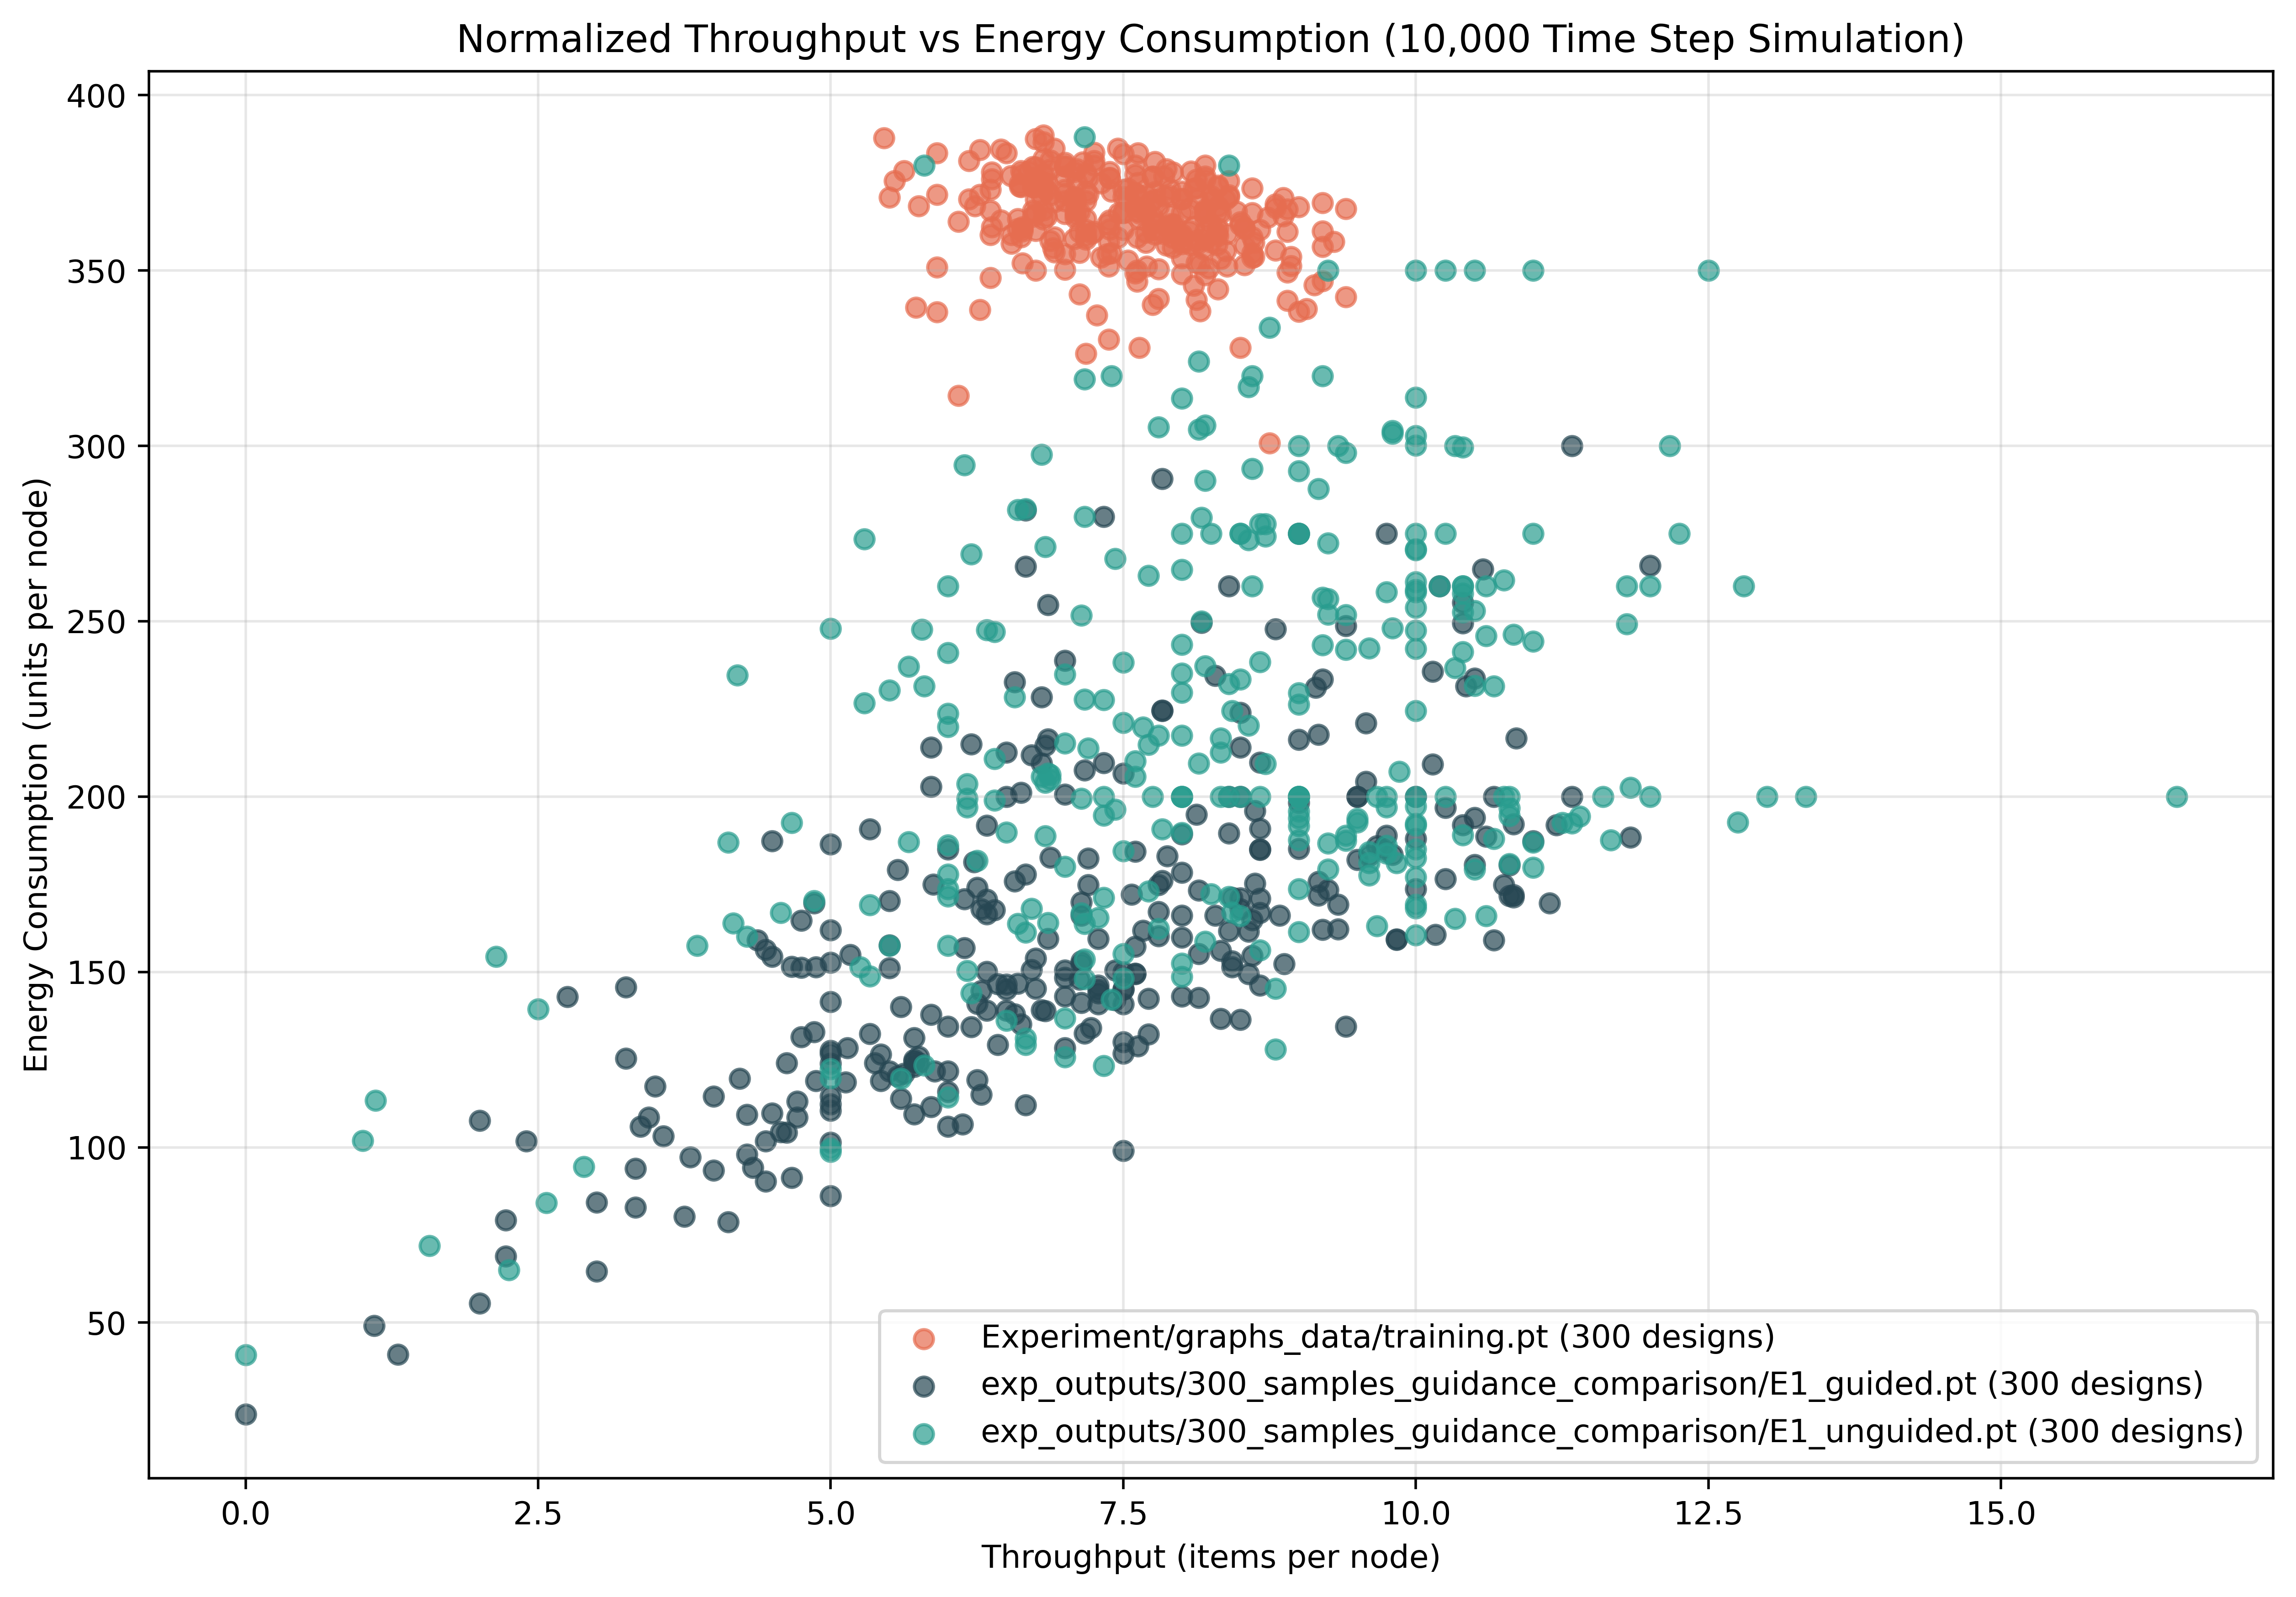 Normalized Throughput vs Energy Consumption (10,000 Time Step Simulation)
400
350
300
250
200
150
100
50
Energy Consumption (units per node)
0.0
2.5
5.0
7.5
10.0
12.5
15.0
Throughput (items per node)
Experiment/graphs_data/training.pt (300 designs)
exp_outputs/300_samples_guidance_comparison/E1_guided.pt (300 designs)
exp_outputs/300_samples_guidance_comparison/E1_unguided.pt (300 designs)